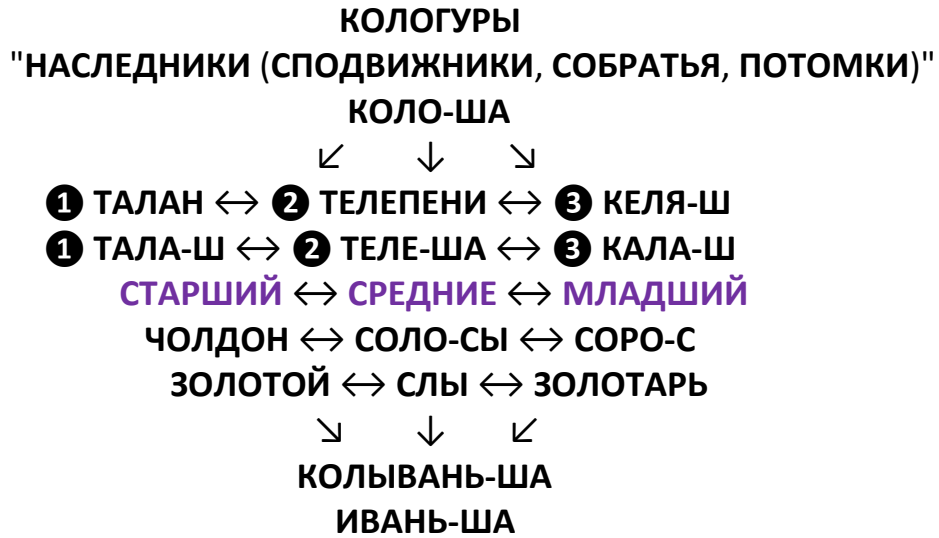 КОЛОГУРЫ
"НАСЛЕДНИКИ (СПОДВИЖНИКИ, СОБРАТЬЯ, ПОТОМКИ)"
КОЛО-ША
↙ ↓ ↘
❶ ТАЛАН ↔ ❷ ТЕЛЕПЕНИ ↔ ❸ КЕЛЯ-Ш
❶ ТАЛА-Ш ↔ ❷ ТЕЛЕ-ША ↔ ❸ КАЛА-Ш
СТАРШИЙ ↔ СРЕДНИЕ ↔ МЛАДШИЙ
ЧОЛДОН ↔ СОЛО-СЫ ↔ СОРО-С
ЗОЛОТОЙ ↔ СЛЫ ↔ ЗОЛОТАРЬ
↘ ↓ ↙
КОЛЫВАНЬ-ША
ИВАНЬ-ША